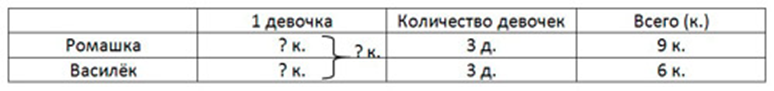 1 девочка Количество девочек Всего (к.)
Ромашка ? к. 3 д. 9 к.
? к.
Василёк ? к. 3 д. 6 к.